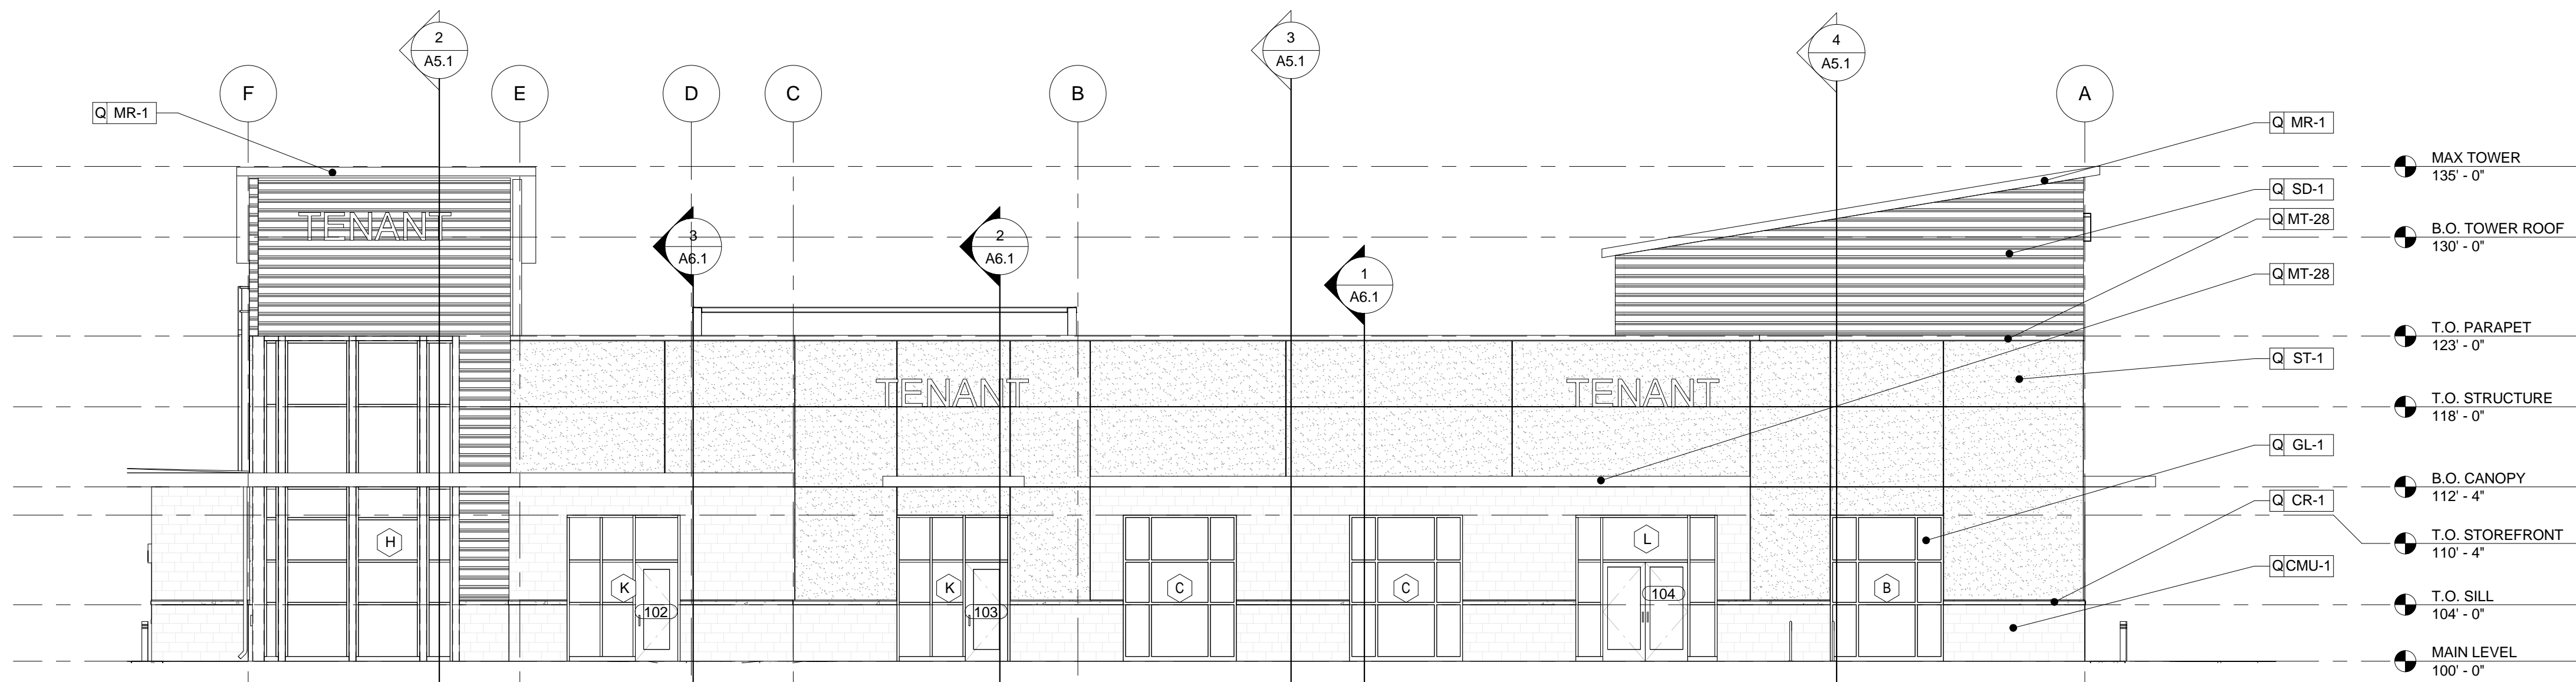 2
A5.1
3
A5.1
4
A5.1
F
E
D
C
B
A
Q MR-1
Q MR-1
MAX TOWER
135' - 0"
Q SD-1
Q MT-28
TENANT
3
A6.1
2
A6.1
B.O. TOWER ROOF
130' - 0"
1
A6.1
Q MT-28
T.O. PARAPET
123' - 0"
Q ST-1
TENANT
TENANT
T.O. STRUCTURE
118' - 0"
Q GL-1
B.O. CANOPY
112' - 4"
Q CR-1
H
L
T.O. STOREFRONT
110' - 4"
Q CMU-1
K
K
C
C
104
B
102
103
T.O. SILL
104' - 0"
MAIN LEVEL
100' - 0"